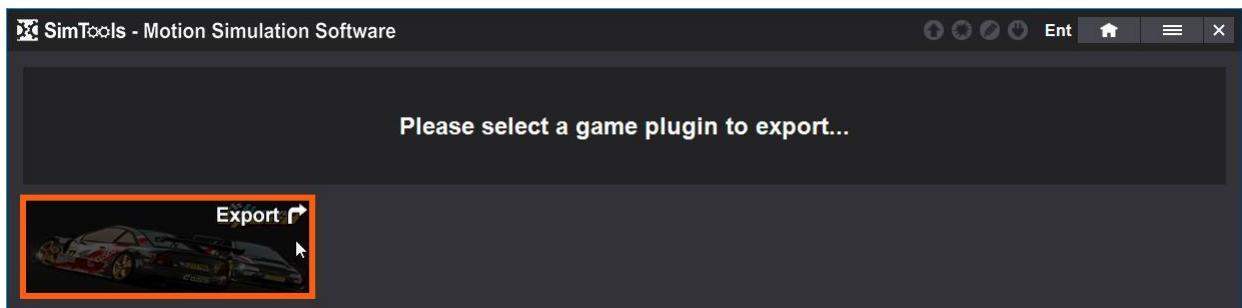 SimTools - Motion Simulation Software
Ent
Please select a game plugin to export...
Export